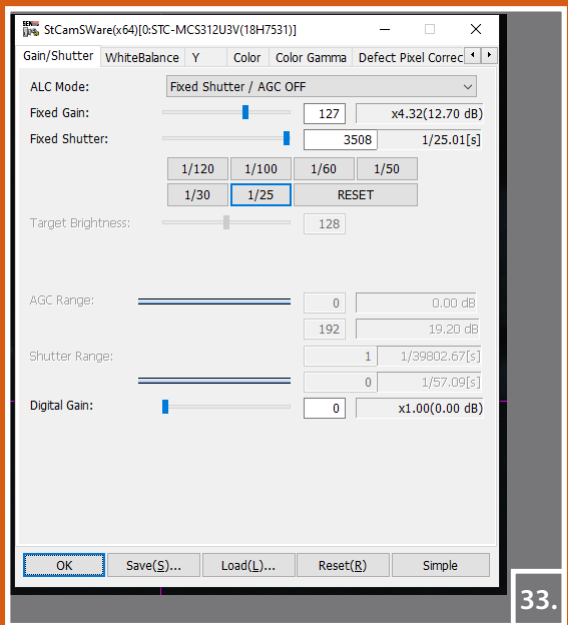 StCamSWare(x64)[0:STC-MCS312U3V(18H7531)]
Gain/Shutter WhiteBalance Y Color Color Gamma Defect Pixel Correc
ALC Mode: Fixed Shutter / AGC OFF
Fixed Gain: 127 x4.32(12.70 dB)
Fixed Shutter: 3508 1/25.01[s]
1/120 1/100 1/60 1/50
1/30 1/25 RESET
Target Brightness: 128
AGC Range: 0 0.00 dB
192 19.20 dB
Shutter Range: 1 1/39802.67[s]
0 1/57.09[s]
Digital Gain: 0 x1.00(0.00 dB)
OK Save(S)... Load(L)... Reset(R) Simple
33.